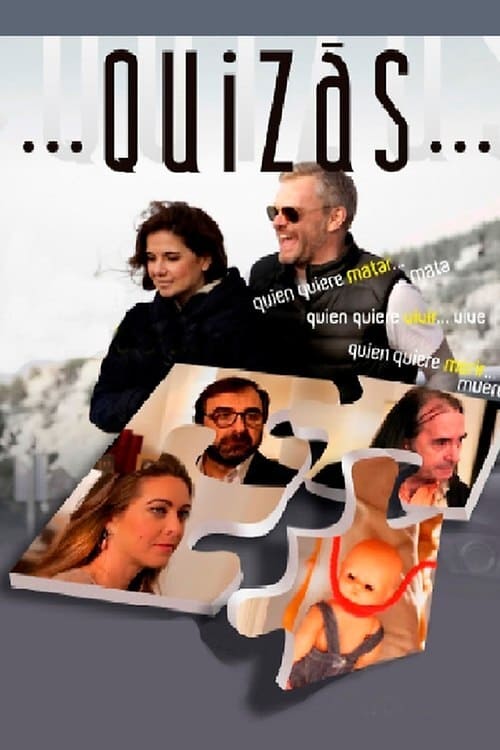 ...QUiZÁS...
quien quiere matar... mata
quien quiere vivir... vive
quien quiere morir...
muere